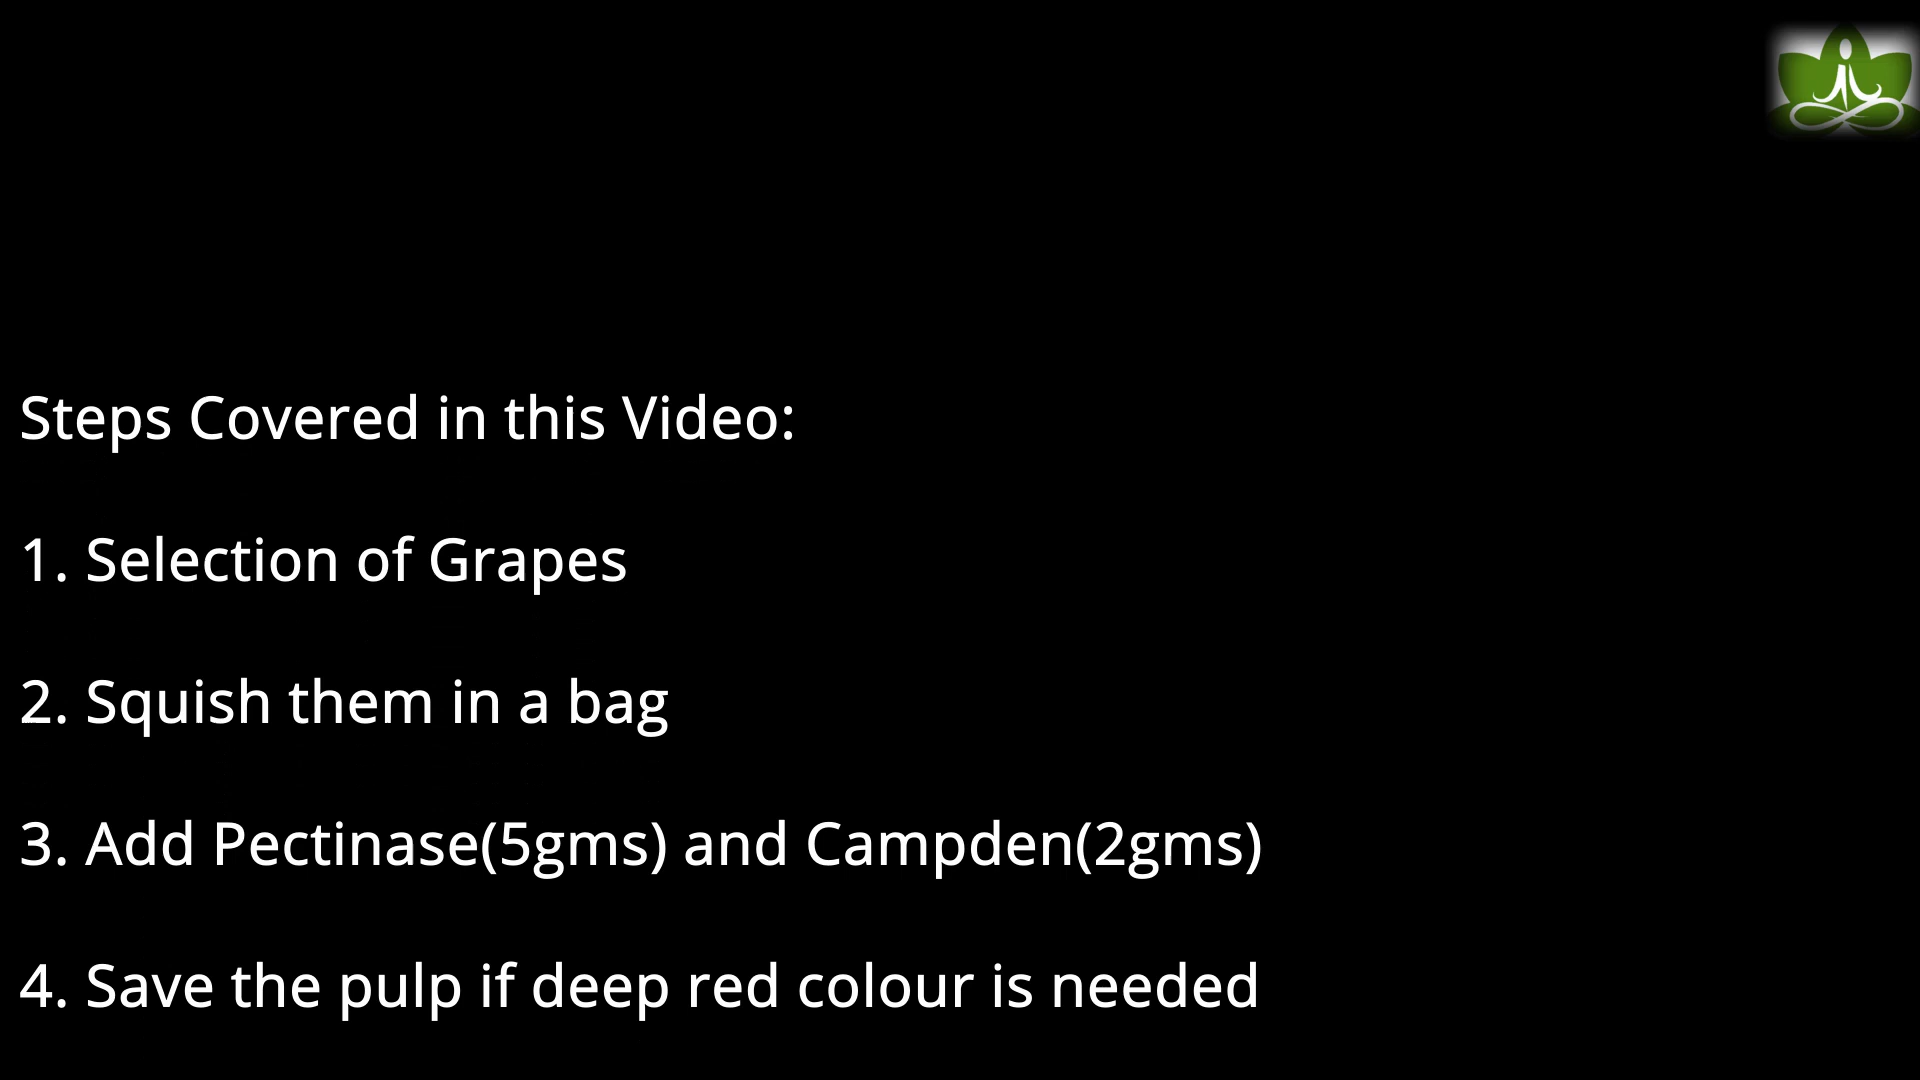 Steps Covered in this Video:
1. Selection of Grapes
2. Squish them in a bag
3. Add Pectinase(5gms) and Campden(2gms)
4. Save the pulp if deep red colour is needed